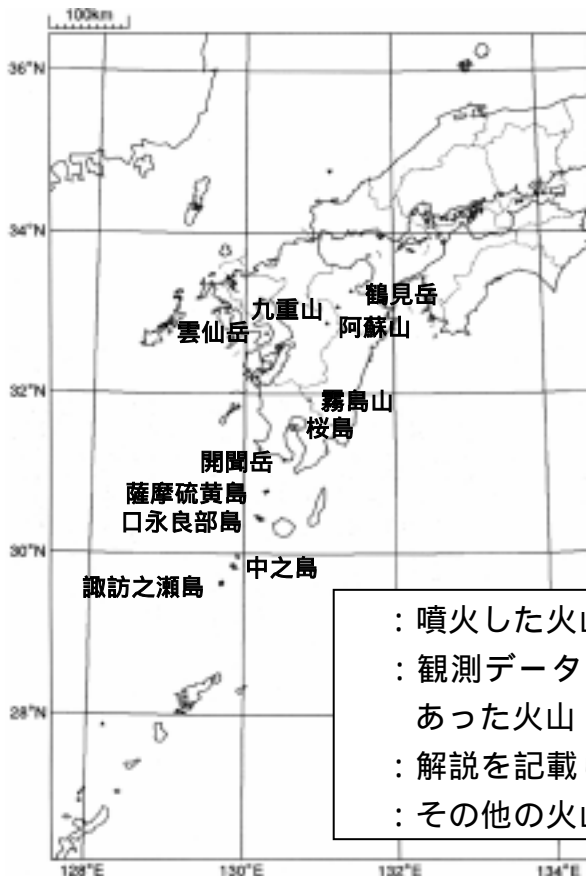 100km
36°N
34°N
鶴見岳
九重山
雲仙岳
阿蘇山
32°N
霧島山
桜島
開聞岳
薩摩硫黄島
口永良部島
30°N
中之島
諏訪之瀬島
：噴火した火山
：観測データ
あった火山
28°N
：解説を記載
：その他の火山
128°E
130°E
132°E
134°E